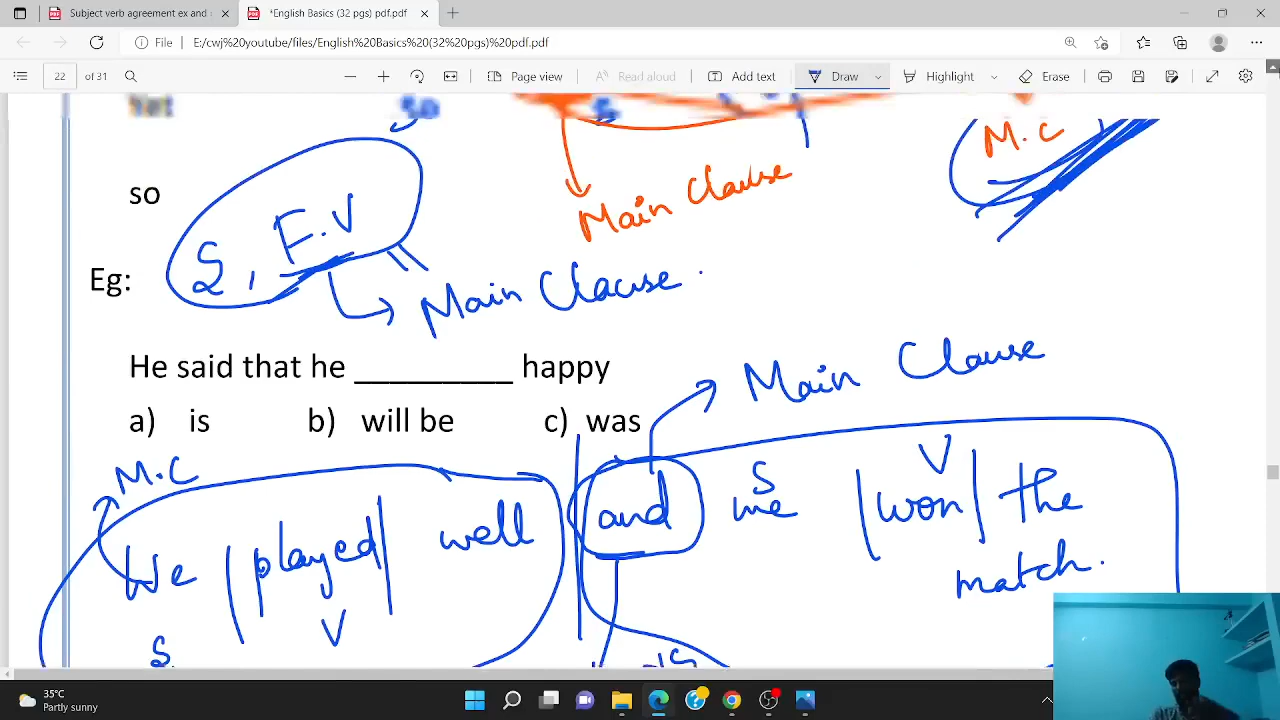 Subject verb agreement ex and
*English Basics (32 pgs) pdf.pdf
File
E:/cwj%20youtube/files/English%20Basics%20(32%20pgs)%20pdf.pdf
22 of 31
Page view
Read aloud
Add text
Draw
Highlight
Erase
So
M.C
Main Clause
so
S, F.V
Eg:
Main Clause.
He said that he _________ happy
Main Clause
a) is b) will be c) was
M.C
S V
We played well and we won the
match.
V
S
35°C
Partly sunny